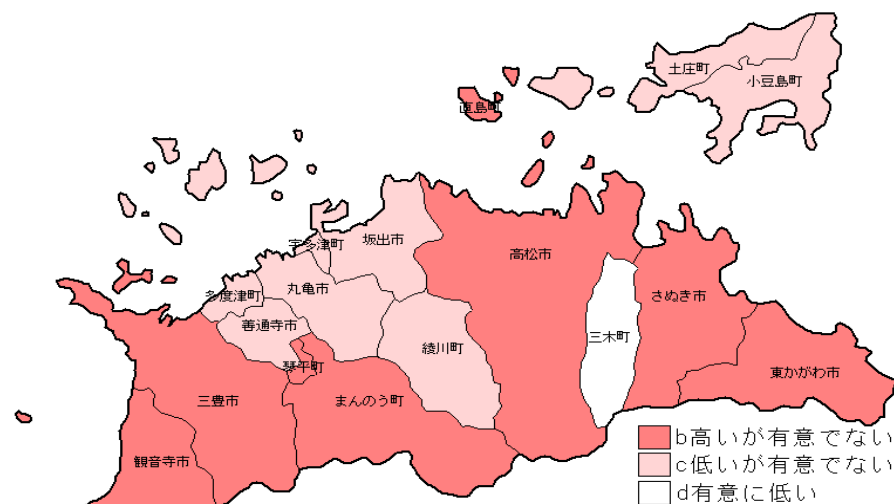 土庄町
小豆島町
直島町
宇多津町
坂出市
高松市
多度津町
丸亀市
さぬき市
善通寺市
三木町
綾川町
琴平町
東かがわ市
三豊市
まんのう町
観音寺市
b高いが有意でない
c低いが有意でない
d有意に低い